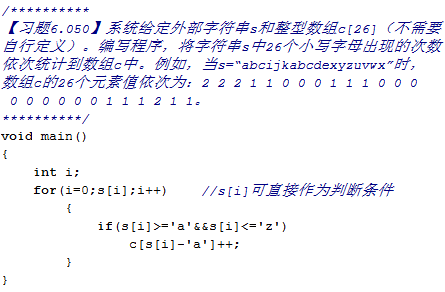 /**********
【习题6.050】系统给定外部字符串s和整型数组c[26]（不需要
自行定义）。编写程序，将字符串s中26个小写字母出现的次数
依次统计到数组c中。例如，当s=“abcijkabcdexyzuvwx”时，
数组c的26个元素值依次为：2 2 2 1 1 0 0 0 1 1 1 0 0 0
0 0 0 0 0 0 1 1 1 2 1 1。
**********/
void main()
{
int i;
for(i=0;s[i];i++) //s[i]可直接作为判断条件
{
if(s[i]>='a'&&s[i]<='z')
c[s[i]-'a']++;
}
}